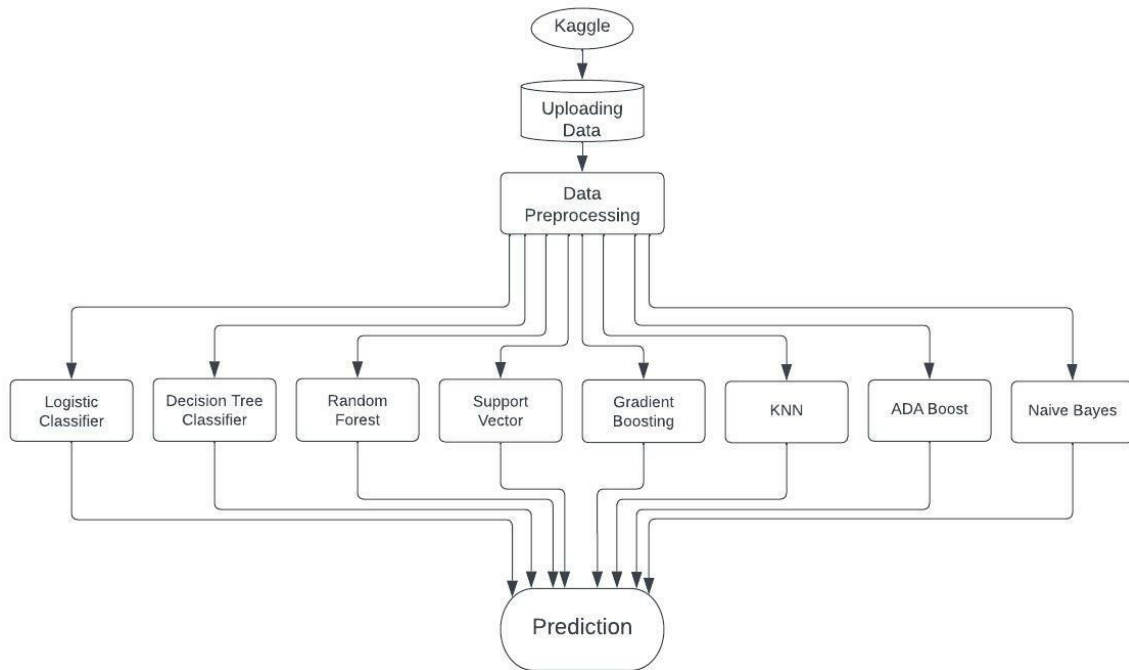 Kaggle
Uploading
Data
Data
Preprocessing
Logistic
Classifier
Decision Tree
Classifier
Random
Forest
Support
Vector
Gradient
Boosting
KNN
ADA Boost
Naive Bayes
Prediction